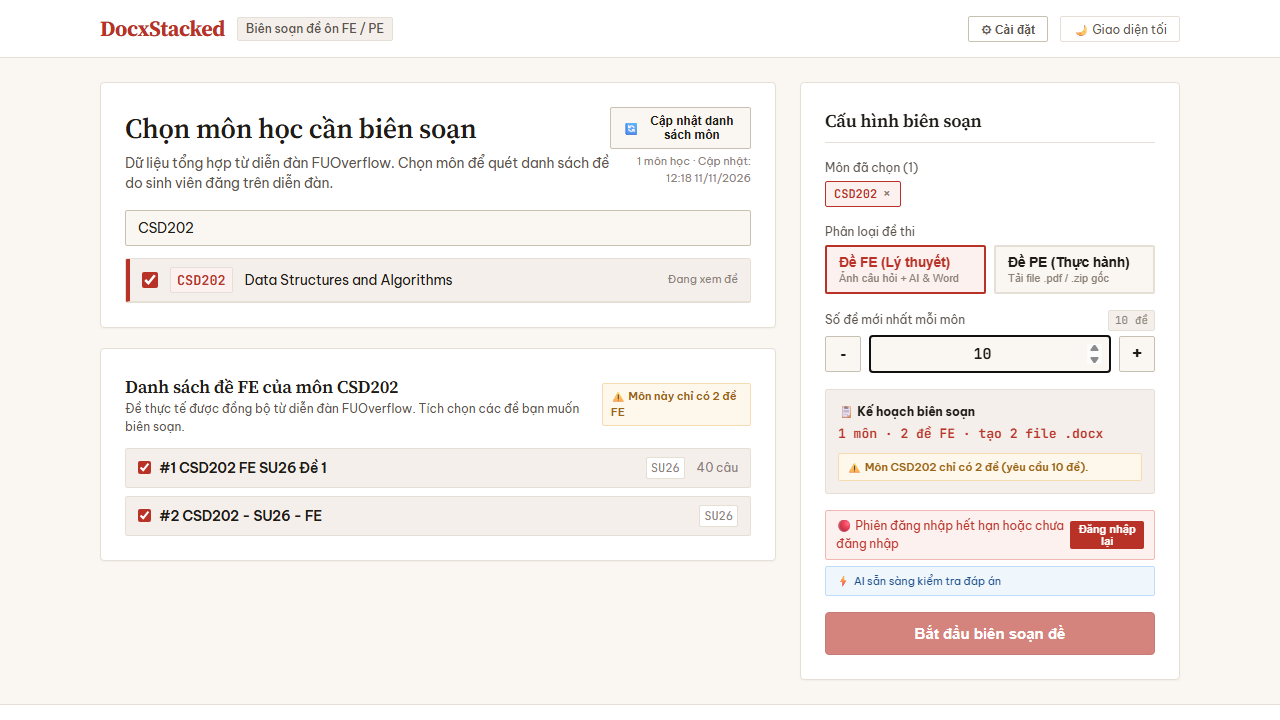 DocxStacked
Biên soạn đề ôn FE / PE
⚙ Cài đặt
🌙 Giao diện tối
Chọn môn học cần biên soạn
Dữ liệu tổng hợp từ diễn đàn FUOverflow. Chọn môn để quét danh sách đề
do sinh viên đăng trên diễn đàn.
🔄 Cập nhật danh
sách môn
1 môn học · Cập nhật:
12:18 11/11/2026
CSD202
CSD202 Data Structures and Algorithms Đang xem đề
Danh sách đề FE của môn CSD202
Đề thực tế được đồng bộ từ diễn đàn FUOverflow. Tích chọn các đề bạn muốn
biên soạn.
⚠ Môn này chỉ có 2 đề
FE
#1 CSD202 FE SU26 Đề 1 SU26 40 câu
#2 CSD202 - SU26 - FE SU26
Cấu hình biên soạn
Môn đã chọn (1)
CSD202 ×
Phân loại đề thi
Đề FE (Lý thuyết)
Ảnh câu hỏi + AI & Word
Đề PE (Thực hành)
Tải file .pdf / .zip gốc
Số đề mới nhất mỗi môn 10 đề
- 10 +
📋 Kế hoạch biên soạn
1 môn · 2 đề FE · tạo 2 file .docx
⚠ Môn CSD202 chỉ có 2 đề (yêu cầu 10 đề).
🔴 Phiên đăng nhập hết hạn hoặc chưa
đăng nhập
Đăng nhập
lại
⚡ AI sẵn sàng kiểm tra đáp án
Bắt đầu biên soạn đề